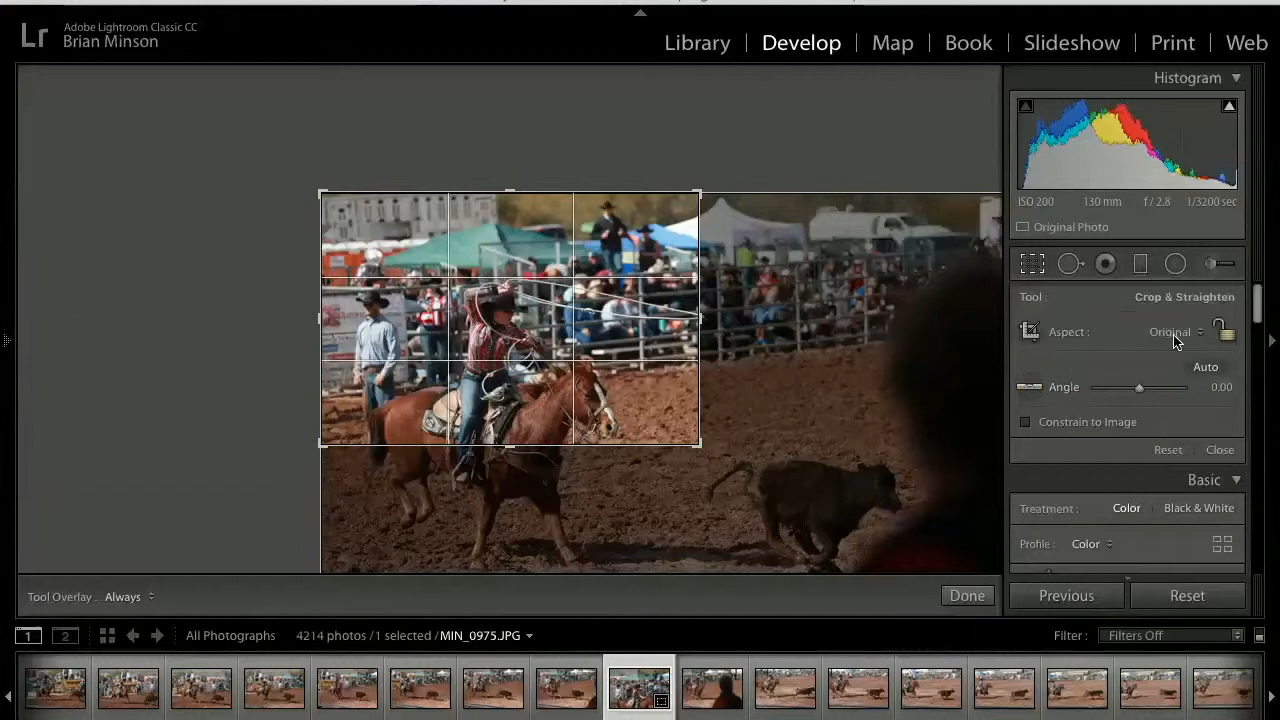 Lr Adobe Lightroom Classic CC
Brian Minson
Library | Develop | Map | Book | Slideshow | Print | Web
Histogram
ISO 200 130 mm f / 2.8 1/3200 sec
Original Photo
Tool : Crop & Straighten
Aspect : Original
Auto
Angle 0.00
Constrain to Image
Reset Close
Basic
Treatment : Color Black & White
Profile : Color
Tool Overlay : Always Done
Previous Reset
1 2 All Photographs 4214 photos / 1 selected / MIN_0975.JPG Filter : Filters Off